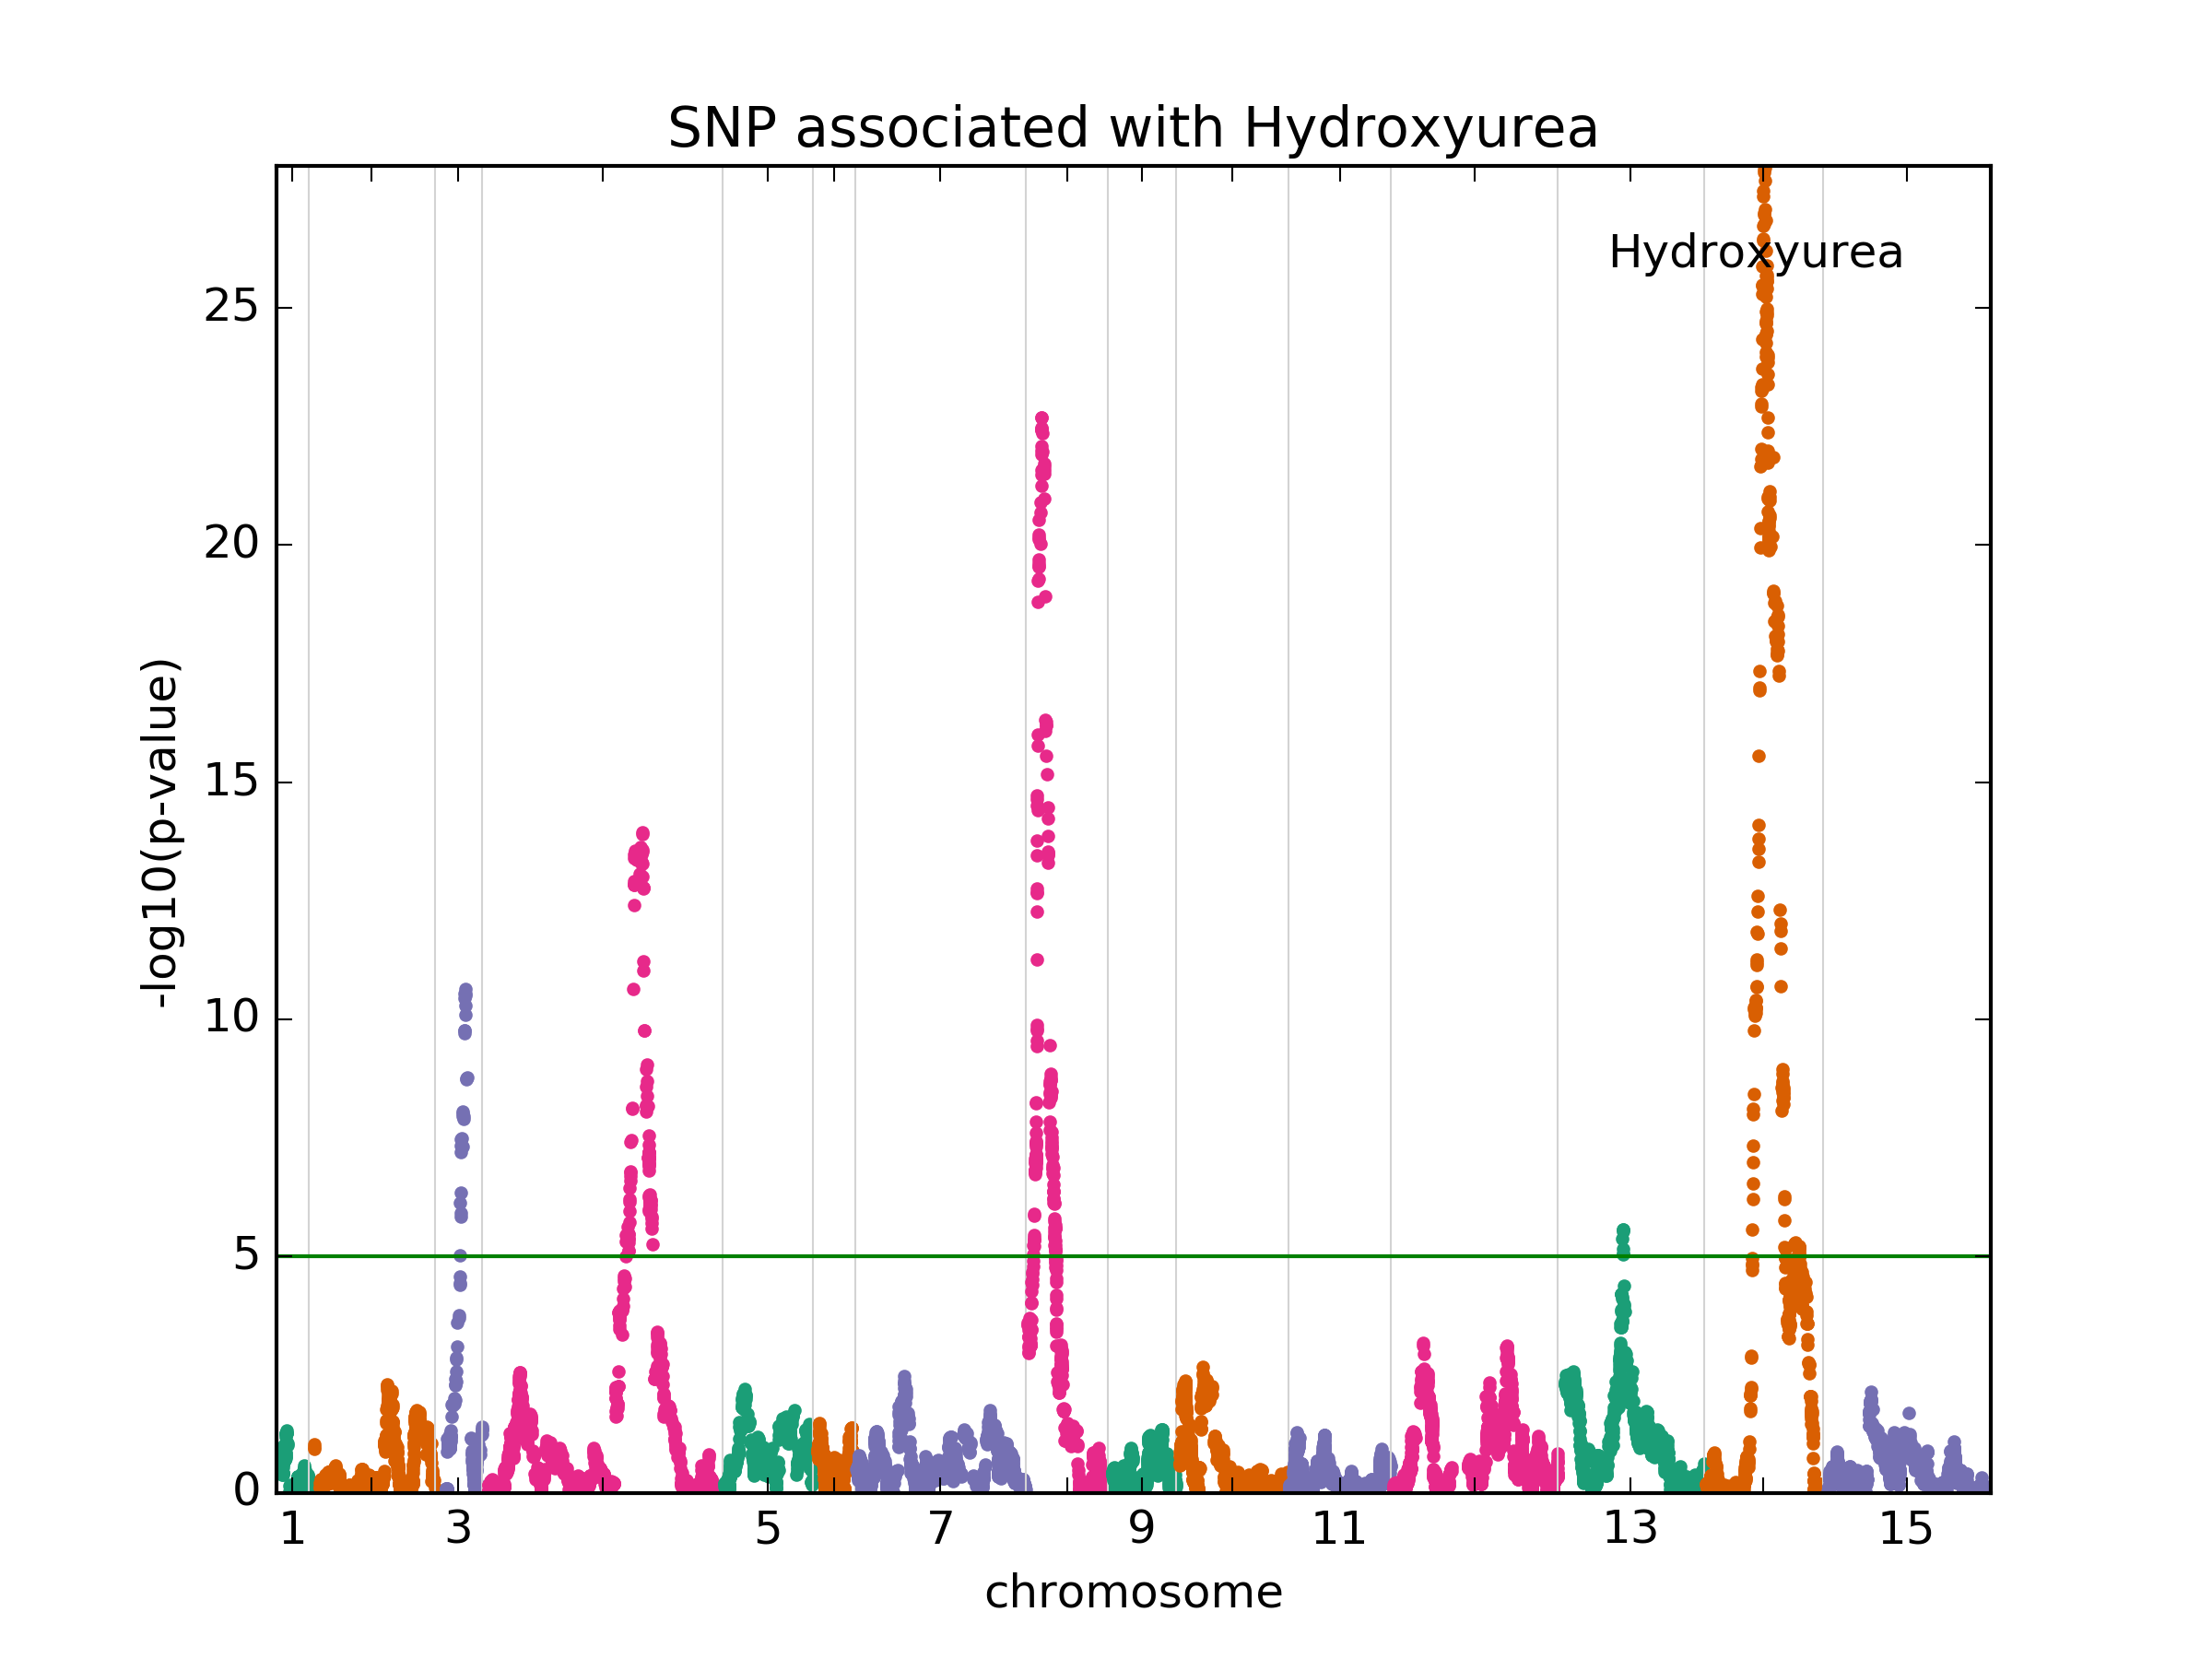 SNP associated with Hydroxyurea
Hydroxyurea
25
20
15
10
5
0
-log10(p-value)
1 3 5 7 9 11 13 15
chromosome